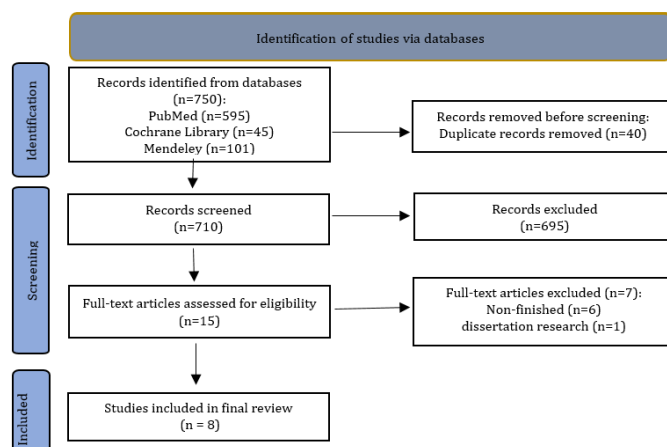 Identification of studies via databases
Identification
Records identified from databases
(n=750):
PubMed (n=595)
Cochrane Library (n=45)
Mendeley (n=101)
Records removed before screening:
Duplicate records removed (n=40)
Screening
Records screened
(n=710)
Records excluded
(n=695)
Full-text articles assessed for eligibility
(n=15)
Full-text articles excluded (n=7):
Non-finished (n=6)
dissertation research (n=1)
Included
Studies included in final review
(n = 8)